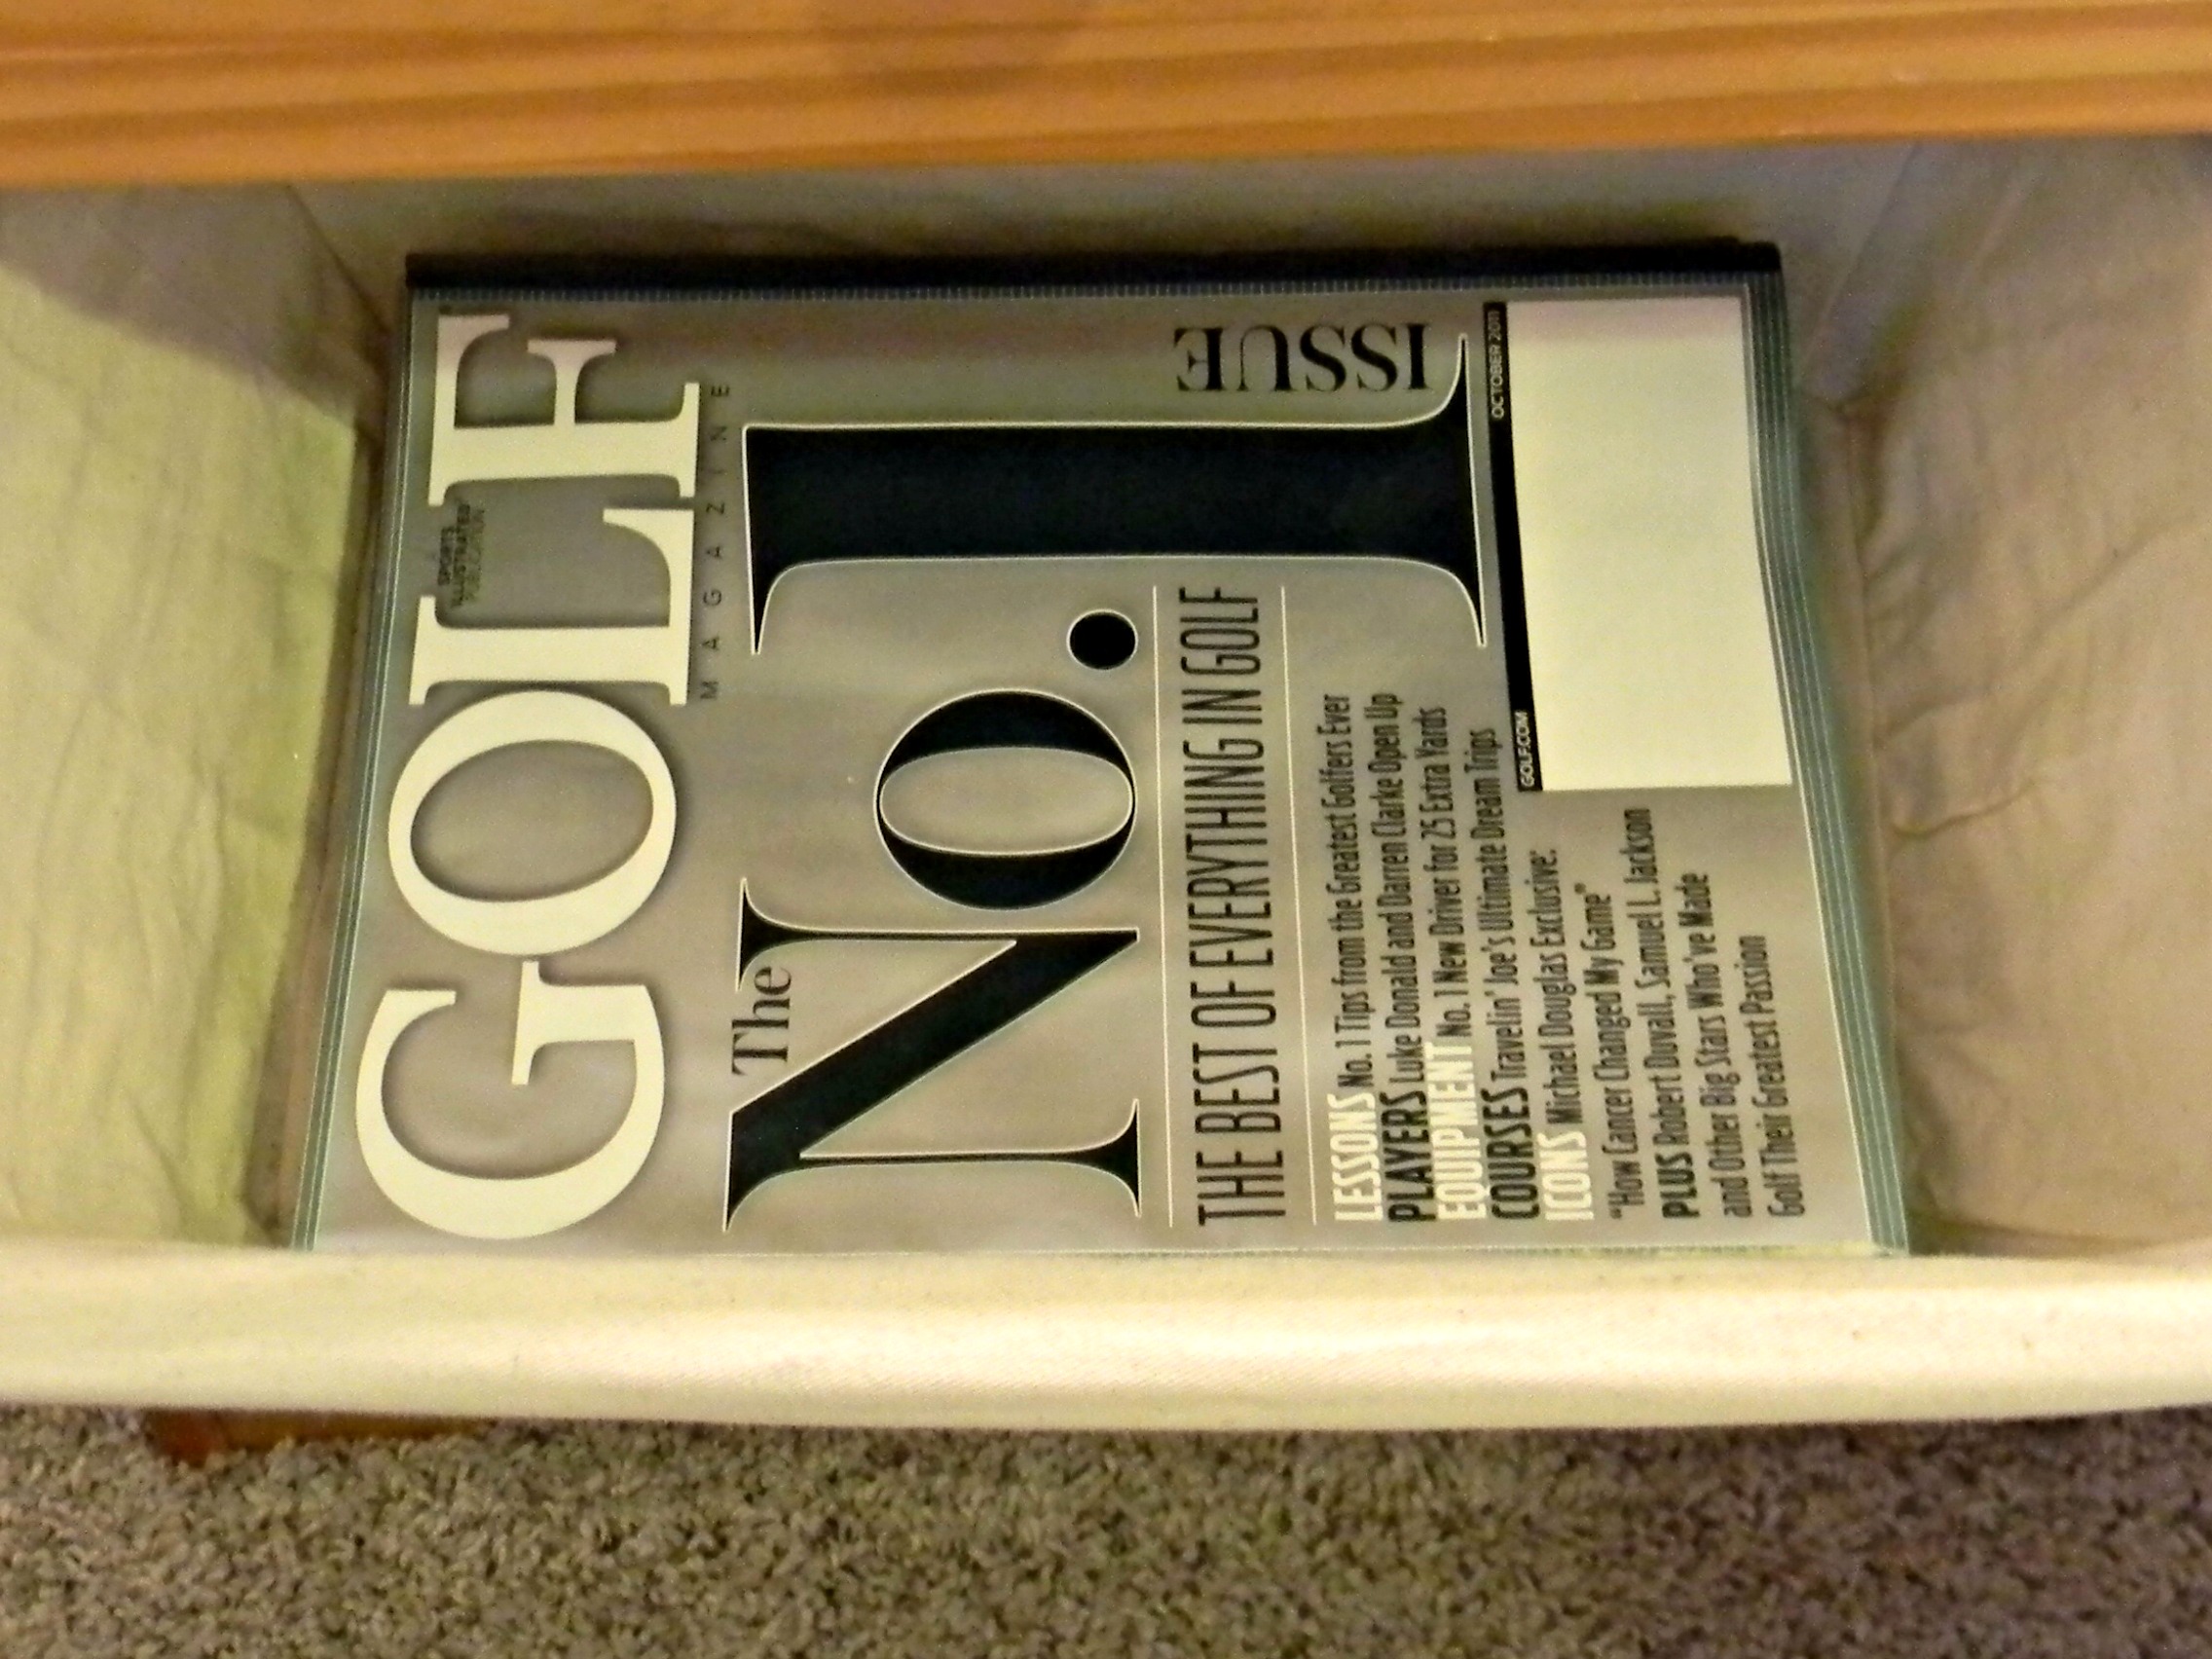 GOLF
SPORTS
ILLUSTRATED
PUBLICATION
MAGAZINE
The
No. 1
ISSUE
THE BEST OF EVERYTHING IN GOLF
LESSONS No. 1 Tips from the Greatest Golfers Ever
PLAYERS Luke Donald and Darren Clarke Open Up
EQUIPMENT No. 1 New Driver for 25 Extra Yards
COURSES Travelin' Joe's Ultimate Dream Trips
ICONS Michael Douglas Exclusive:
"How Cancer Changed My Game"
PLUS Robert Duvall, Samuel L. Jackson
and Other Big Stars Who've Made
Golf Their Greatest Passion
GOLF.COM
OCTOBER 2011